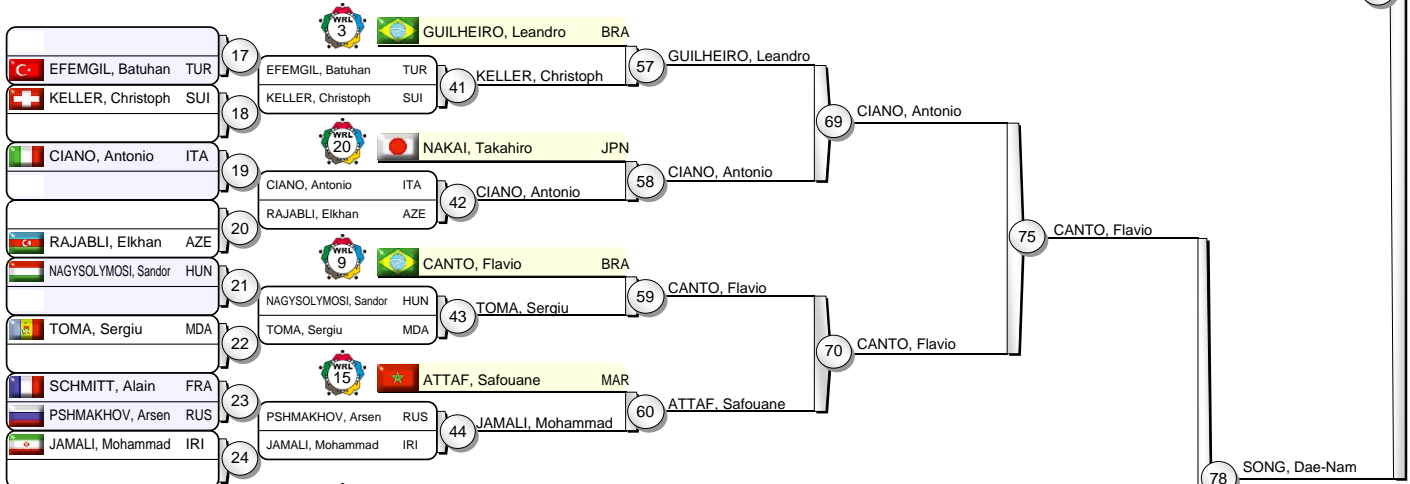 WRL
3
GUILHEIRO, Leandro BRA
17
EFEMGIL, Batuhan TUR
KELLER, Christoph SUI
18
EFEMGIL, Batuhan TUR
KELLER, Christoph SUI
41
KELLER, Christoph
57
GUILHEIRO, Leandro
WRL
20
NAKAI, Takahiro JPN
CIANO, Antonio ITA
19
20
RAJABLI, Elkhan AZE
CIANO, Antonio ITA
RAJABLI, Elkhan AZE
42
CIANO, Antonio
58
CIANO, Antonio
69
CIANO, Antonio
WRL
9
CANTO, Flavio BRA
NAGYSOLYMOSI, Sandor HUN
21
TOMA, Sergiu MDA
22
NAGYSOLYMOSI, Sandor HUN
TOMA, Sergiu MDA
43
TOMA, Sergiu
59
CANTO, Flavio
WRL
15
ATTAF, Safouane MAR
SCHMITT, Alain FRA
23
PSHMAKHOV, Arsen RUS
JAMALI, Mohammad IRI
24
PSHMAKHOV, Arsen RUS
JAMALI, Mohammad IRI
44
JAMALI, Mohammad
60
ATTAF, Safouane
70
CANTO, Flavio
75
CANTO, Flavio
78
SONG, Dae-Nam